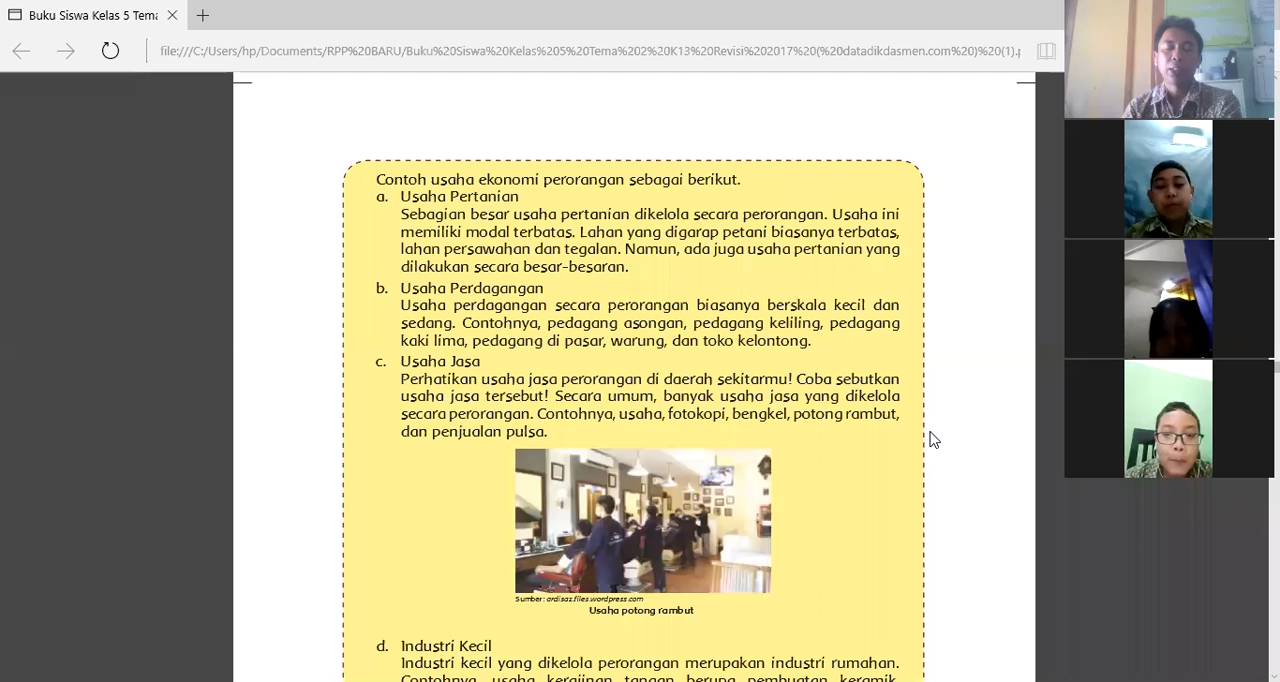 Buku Siswa Kelas 5 Tema
file:///C:/Users/hp/Documents/RPP%20BARU/Buku%20Siswa%20Kelas%205%20Tema%202%20K13%20Revisi%202017%20(%20datadikdasmen.com%20)%20(1).
Contoh usaha ekonomi perorangan sebagai berikut.
a. Usaha Pertanian
Sebagian besar usaha pertanian dikelola secara perorangan. Usaha ini
memiliki modal terbatas. Lahan yang digarap petani biasanya terbatas,
lahan persawahan dan tegalan. Namun, ada juga usaha pertanian yang
dilakukan secara besar-besaran.
b. Usaha Perdagangan
Usaha perdagangan secara perorangan biasanya berskala kecil dan
sedang. Contohnya, pedagang asongan, pedagang keliling, pedagang
kaki lima, pedagang di pasar, warung, dan toko kelontong.
c. Usaha Jasa
Perhatikan usaha jasa perorangan di daerah sekitarmu! Coba sebutkan
usaha jasa tersebut! Secara umum, banyak usaha jasa yang dikelola
secara perorangan. Contohnya, usaha, fotokopi, bengkel, potong rambut,
dan penjualan pulsa.
Sumber: ardisaz.files.wordpress.com
Usaha potong rambut
d. Industri Kecil
Industri kecil yang dikelola perorangan merupakan industri rumahan.
Contohnya, usaha kerajinan tangan berupa pembuatan keramik,